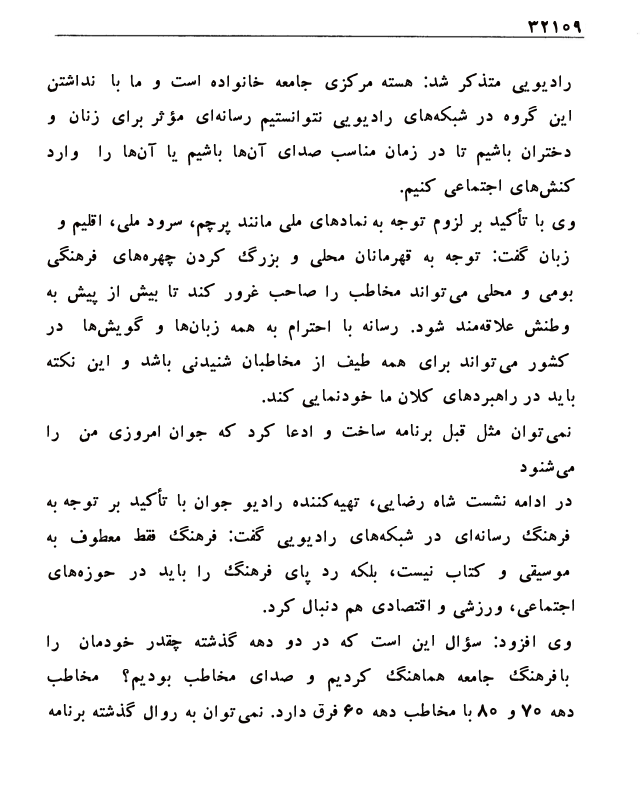 ۳۲۱۰۹
رادیویی متذکر شد: هسته مرکزی جامعه خانواده است و ما با نداشتن
این گروه در شبکه‌های رادیویی نتوانستیم رسانه‌ای مؤثر برای زنان و
دختران باشیم تا در زمان مناسب صدای آن‌ها باشیم یا آن‌ها را وارد
کنش‌های اجتماعی کنیم.
وی با تأکید بر لزوم توجه به نمادهای ملی مانند پرچم، سرود ملی، اقلیم و
زبان گفت: توجه به قهرمانان محلی و بزرگ کردن چهره‌های فرهنگی
بومی و محلی می‌تواند مخاطب را صاحب غرور کند تا بیش از پیش به
وطنش علاقه‌مند شود. رسانه با احترام به همه زبان‌ها و گویش‌ها در
کشور می‌تواند برای همه طیف از مخاطبان شنیدنی باشد و این نکته
باید در راهبردهای کلان ما خودنمایی کند.
نمی‌توان مثل قبل برنامه ساخت و ادعا کرد که جوان امروزی من را
می‌شنود
در ادامه نشست شاه رضایی، تهیه‌کننده رادیو جوان با تأکید بر توجه به
فرهنگ رسانه‌ای در شبکه‌های رادیویی گفت: فرهنگ فقط معطوف به
موسیقی و کتاب نیست، بلکه رد پای فرهنگ را باید در حوزه‌های
اجتماعی، ورزشی و اقتصادی هم دنبال کرد.
وی افزود: سؤال این است که در دو دهه گذشته چقدر خودمان را
بافرهنگ جامعه هماهنگ کردیم و صدای مخاطب بودیم؟ مخاطب
دهه ۷۰ و ۸۰ با مخاطب دهه ۶۰ فرق دارد. نمی‌توان به روال گذشته برنامه